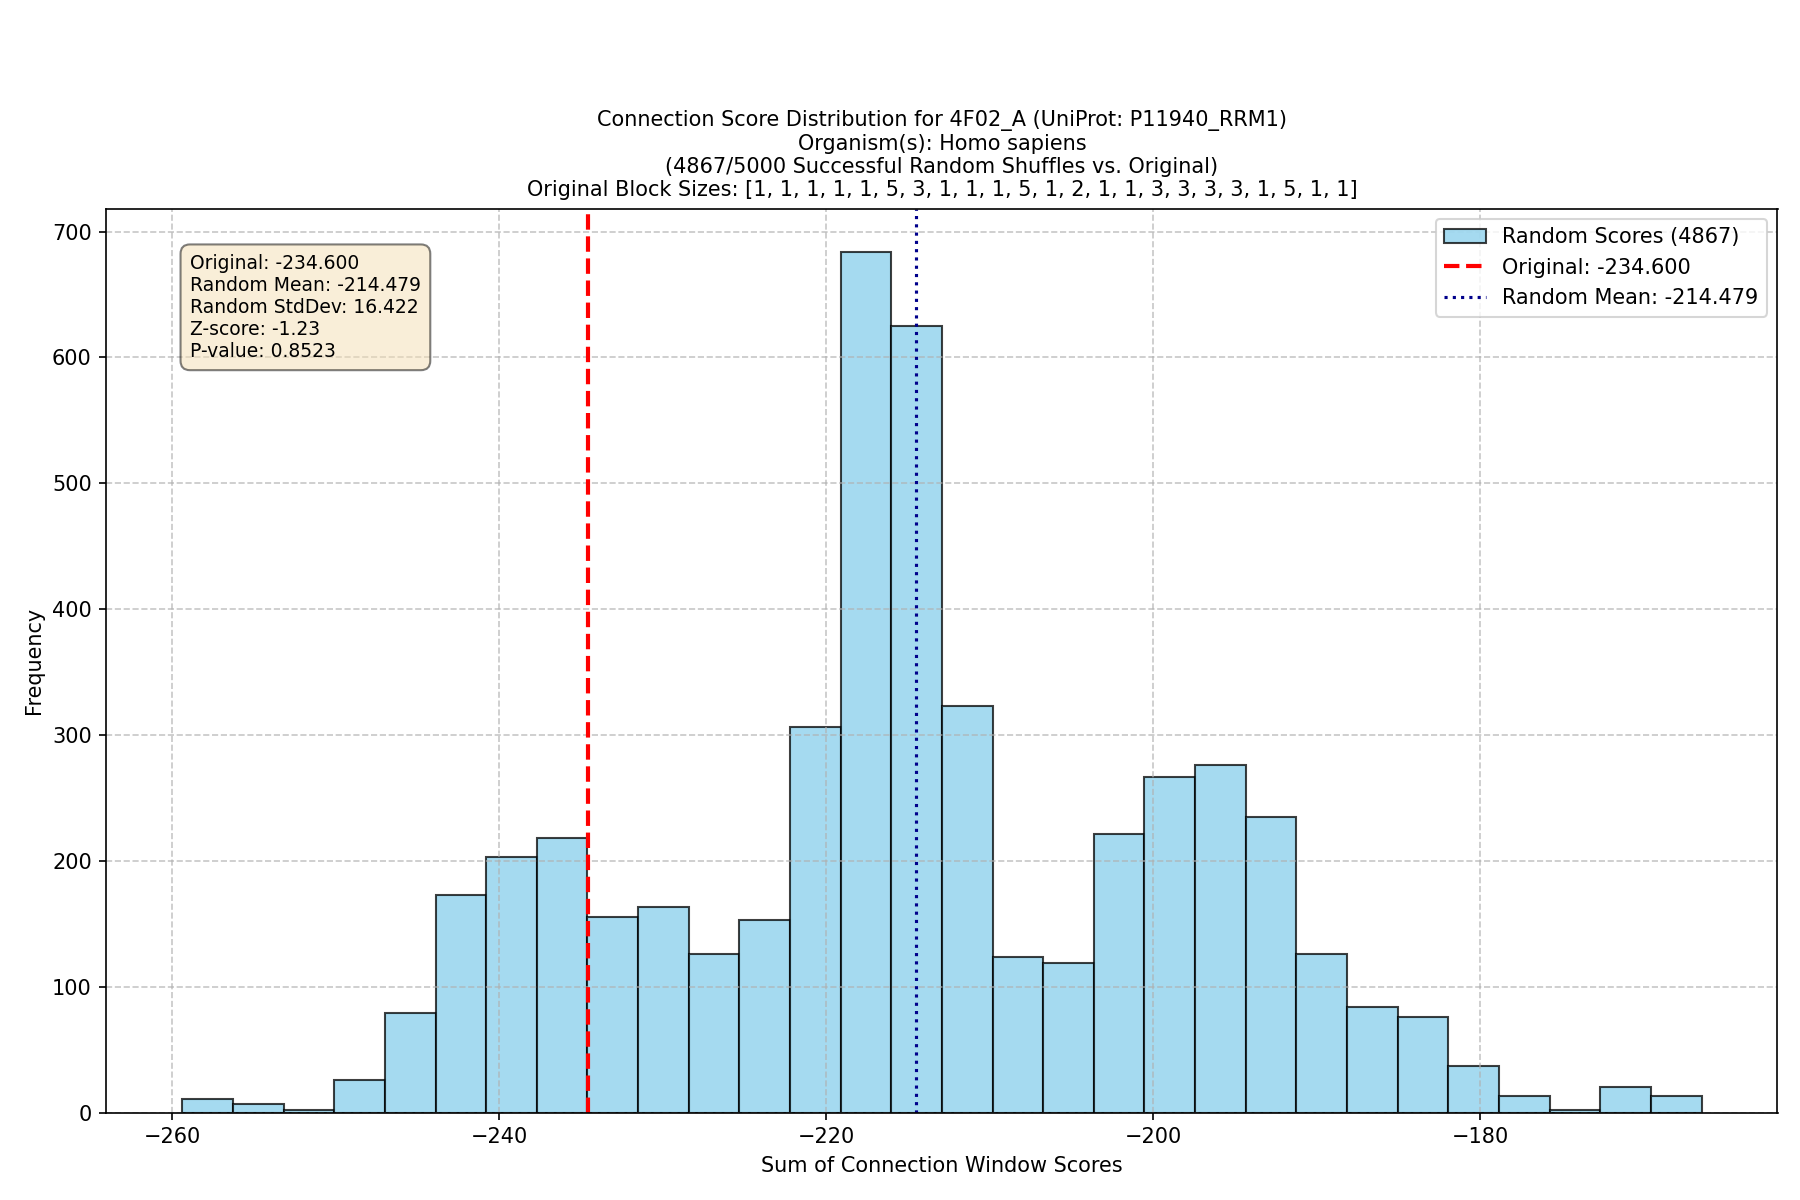 Connection Score Distribution for 4F02_A (UniProt: P11940_RRM1)
Organism(s): Homo sapiens
(4867/5000 Successful Random Shuffles vs. Original)
Original Block Sizes: [1, 1, 1, 1, 1, 5, 3, 1, 1, 1, 5, 1, 2, 1, 1, 3, 3, 3, 3, 1, 5, 1, 1]
Original: -234.600
Random Mean: -214.479
Random StdDev: 16.422
Z-score: -1.23
P-value: 0.8523
Random Scores (4867)
Original: -234.600
Random Mean: -214.479
Frequency
700
600
500
400
300
200
100
0
−260
−240
−220
−200
−180
Sum of Connection Window Scores